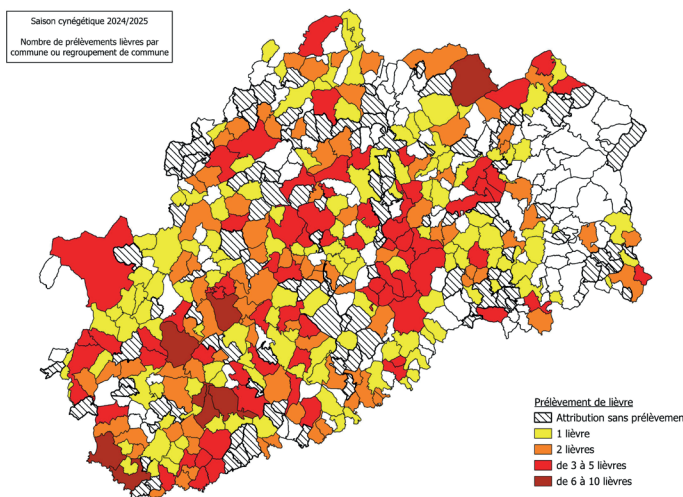 Saison cynégétique 2024/2025
Nombre de prélèvements lièvres par
commune ou regroupement de commune
Prélèvement de lièvre
Attribution sans prélèvemen
1 lièvre
2 lièvres
de 3 à 5 lièvres
de 6 à 10 lièvres